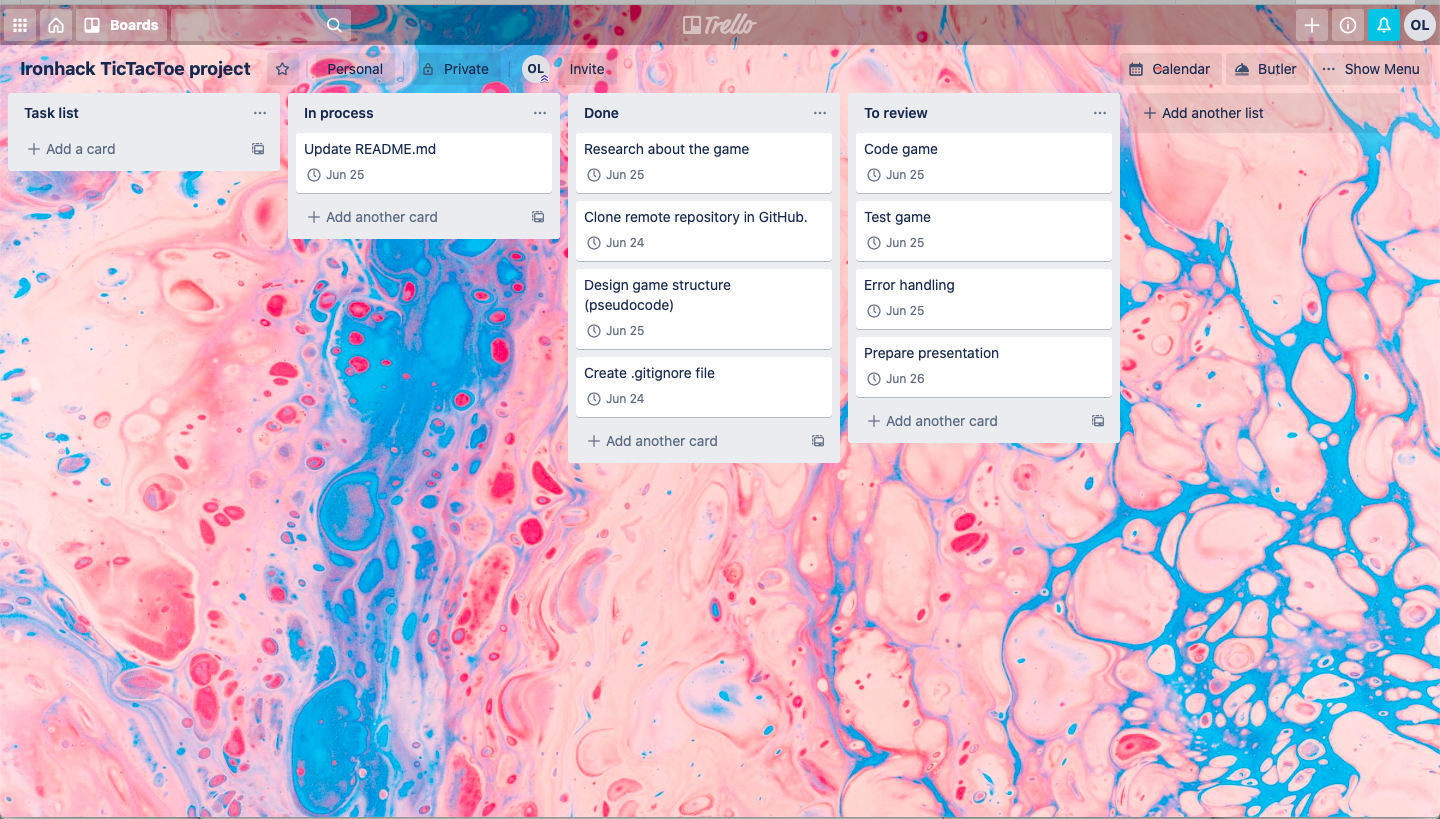 Boards
Trello
OL
Ironhack TicTacToe project
Personal
Private
OL
Invite
Calendar
Butler
Show Menu
Task list
Add a card
In process
Update README.md
Jun 25
Add another card
Done
Research about the game
Jun 25
Clone remote repository in GitHub.
Jun 24
Design game structure
(pseudocode)
Jun 25
Create .gitignore file
Jun 24
Add another card
To review
Code game
Jun 25
Test game
Jun 25
Error handling
Jun 25
Prepare presentation
Jun 26
Add another card
Add another list